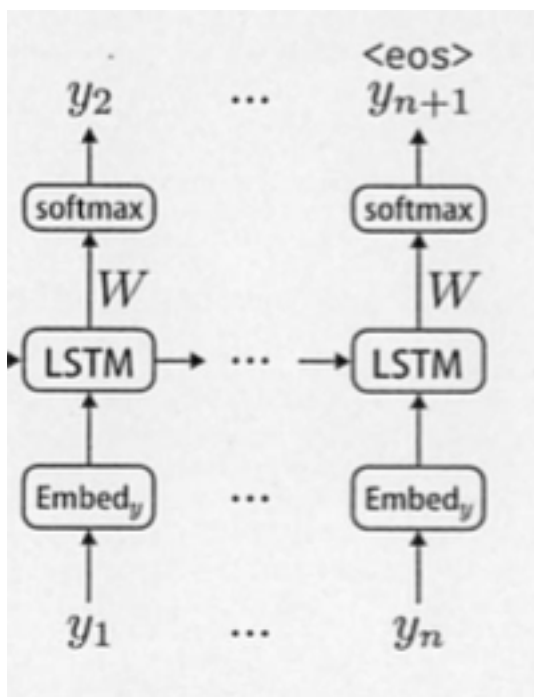 <eos>
y2 ... yn+1
softmax softmax
W W
LSTM ... LSTM
Embedy ... Embedy
y1 ... yn